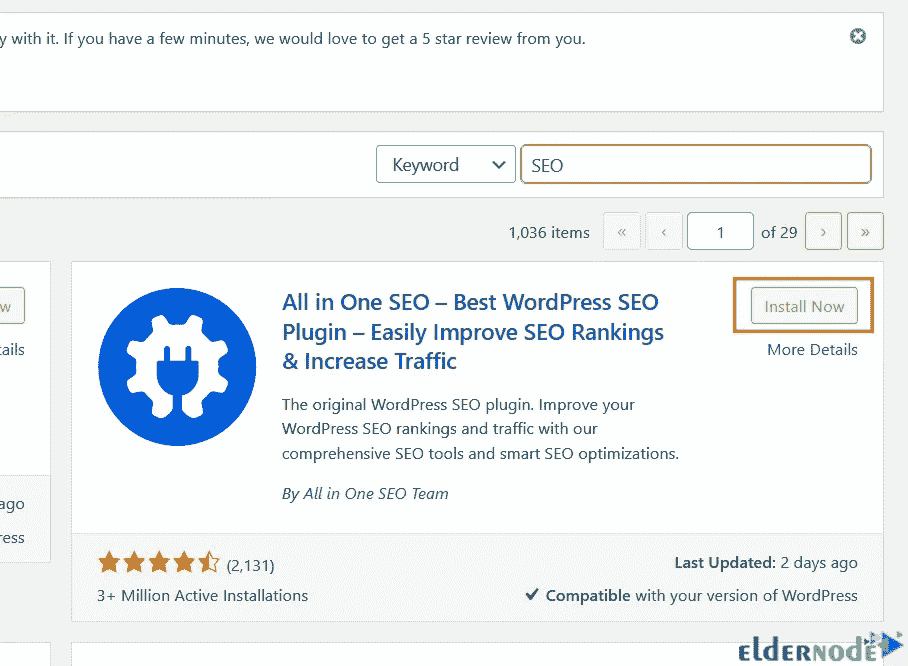 y with it. If you have a few minutes, we would love to get a 5 star review from you.
Keyword SEO
1,036 items « ‹ 1 of 29 › »
w
ails
ago
ess
All in One SEO – Best WordPress SEO
Plugin – Easily Improve SEO Rankings
& Increase Traffic
Install Now
More Details
The original WordPress SEO plugin. Improve your
WordPress SEO rankings and traffic with our
comprehensive SEO tools and smart SEO optimizations.
By All in One SEO Team
(2,131)
Last Updated: 2 days ago
3+ Million Active Installations
Compatible with your version of WordPress
elderNode